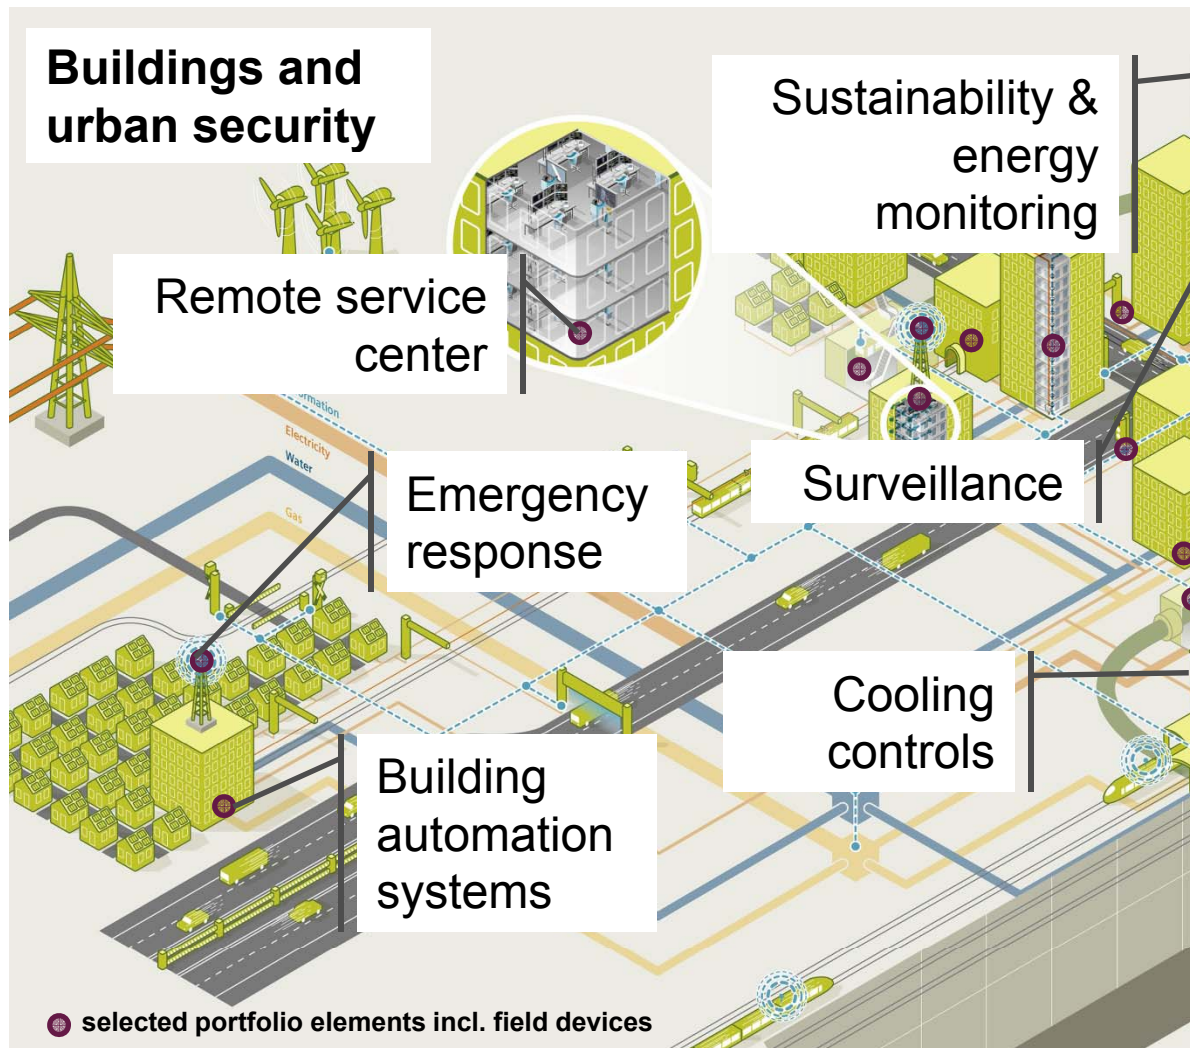 Buildings and
urban security
Sustainability &
energy
monitoring
Remote service
center
Electricity
Water
Gas
Emergency
response
Surveillance
Cooling
controls
Building
automation
systems
selected portfolio elements incl. field devices